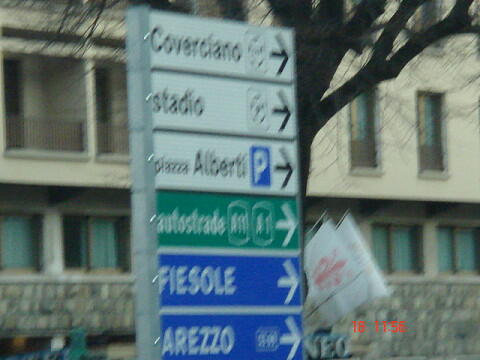 Coverciano
stadio
piazza Alberti P
autostrade A11 A1
FIESOLE
AREZZO